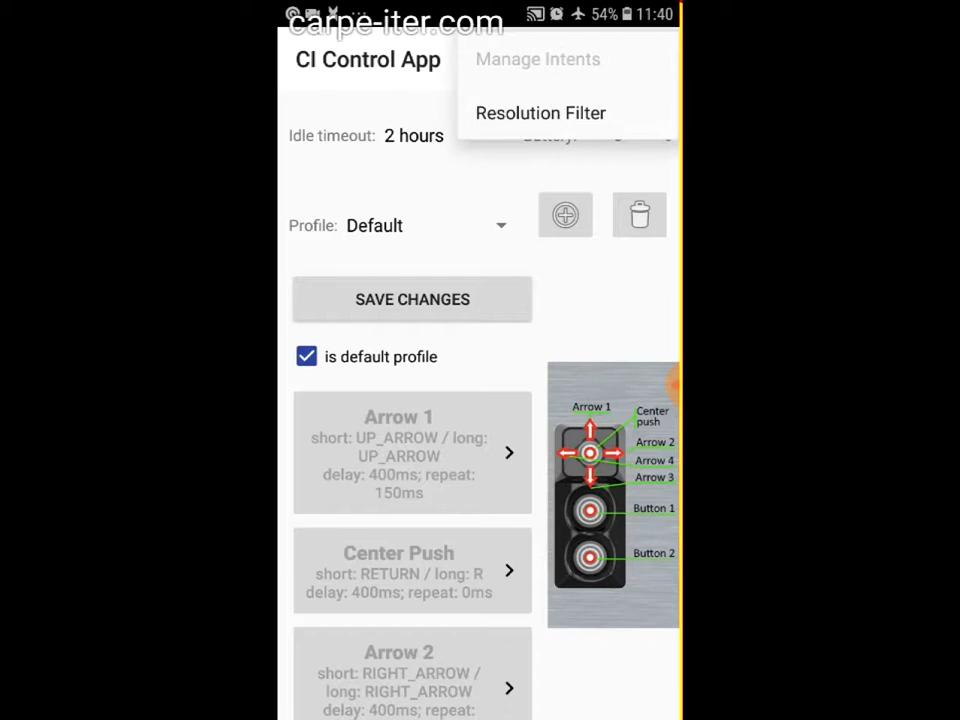 carpe-iter.com
54% 11:40
CI Control App
Manage Intents
Resolution Filter
Idle timeout: 2 hours
Battery:
Profile: Default
SAVE CHANGES
is default profile
Arrow 1
short: UP_ARROW / long:
UP_ARROW
delay: 400ms; repeat:
150ms
Center Push
short: RETURN / long: R
delay: 400ms; repeat: 0ms
Arrow 2
short: RIGHT_ARROW /
long: RIGHT_ARROW
delay: 400ms; repeat:
Arrow 1
Center
push
Arrow 2
Arrow 4
Arrow 3
Button 1
Button 2